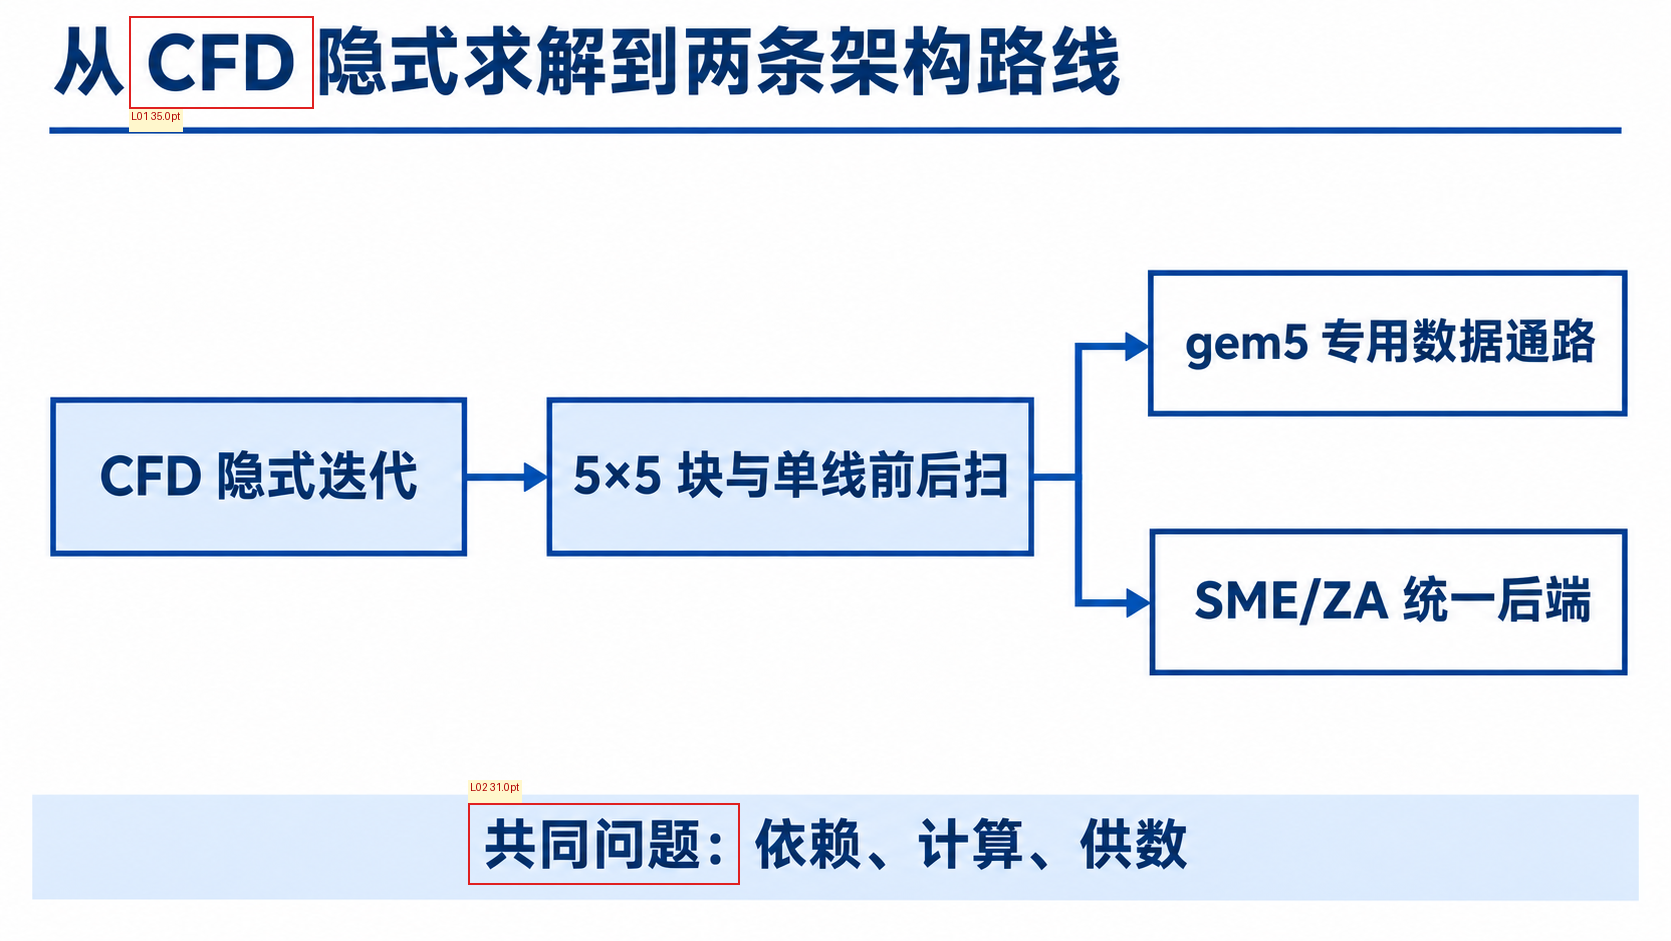 从 CFD 隐式求解到两条架构路线
L01 35.0pt
gem5 专用数据通路
CFD 隐式迭代
5×5 块与单线前后扫
SME/ZA 统一后端
L02 31.0pt
共同问题：依赖、计算、供数